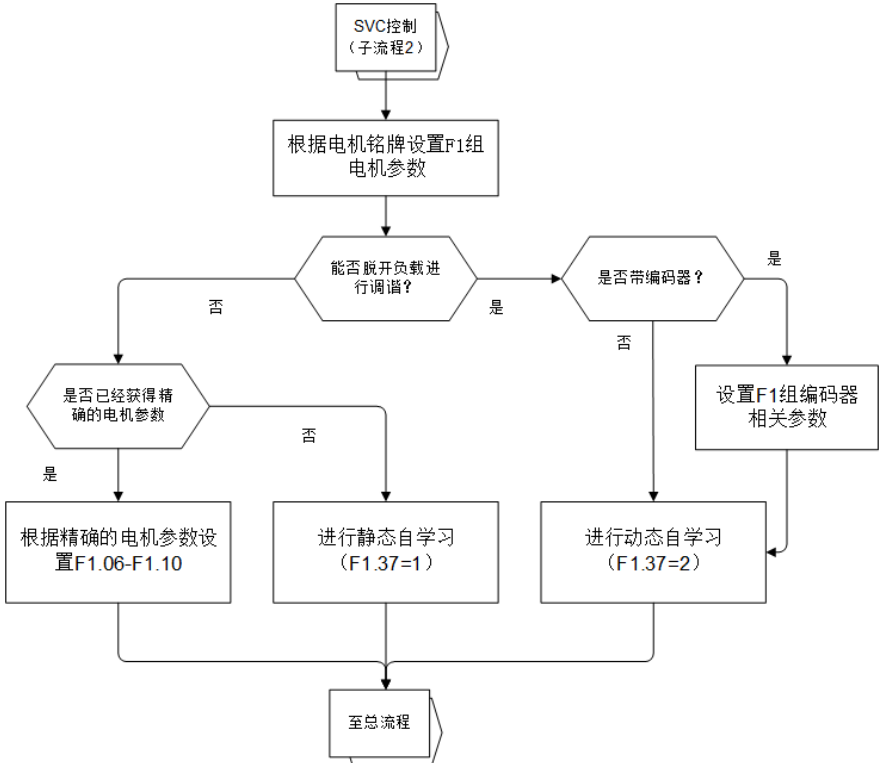 SVC控制
（子流程2）
根据电机铭牌设置F1组
电机参数
能否脱开负载进
行调谐？
是否带编码器？
是
否
是
否
是否已经获得精
确的电机参数
设置F1组编码器
相关参数
否
是
根据精确的电机参数设
置F1.06-F1.10
进行静态自学习
（F1.37=1）
进行动态自学习
（F1.37=2）
至总流程